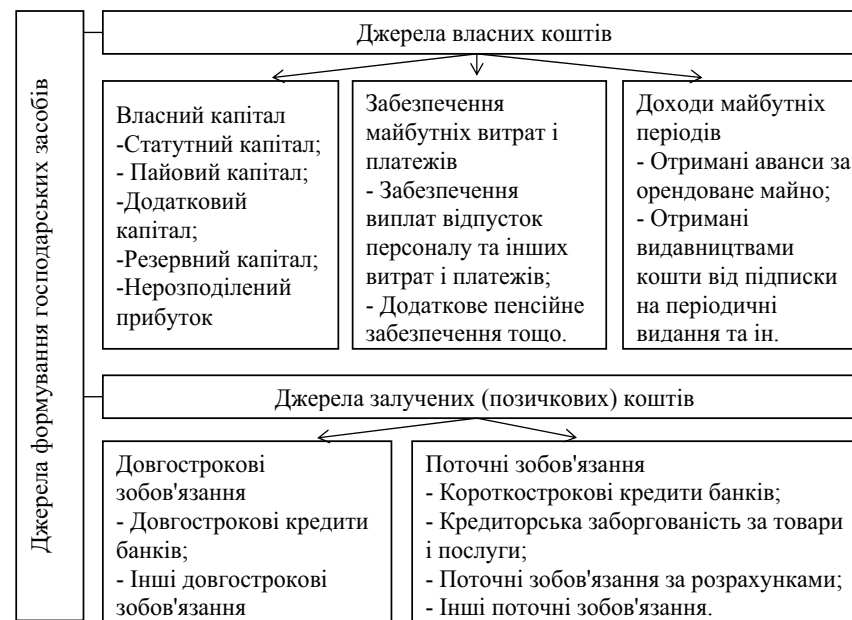 Джерела формування господарських засобів
Джерела власних коштів
Власний капітал
-Статутний капітал;
- Пайовий капітал;
-Додатковий
капітал;
-Резервний капітал;
-Нерозподілений
прибуток
Забезпечення
майбутніх витрат і
платежів
- Забезпечення
виплат відпусток
персоналу та інших
витрат і платежів;
- Додаткове пенсійне
забезпечення тощо.
Доходи майбутніх
періодів
- Отримані аванси за
орендоване майно;
- Отримані
видавництвами
кошти від підписки
на періодичні
видання та ін.
Джерела залучених (позичкових) коштів
Довгострокові
зобов'язання
- Довгострокові кредити
банків;
- Інші довгострокові
зобов'язання
Поточні зобов'язання
- Короткострокові кредити банків;
- Кредиторська заборгованість за товари
і послуги;
- Поточні зобов'язання за розрахунками;
- Інші поточні зобов'язання.